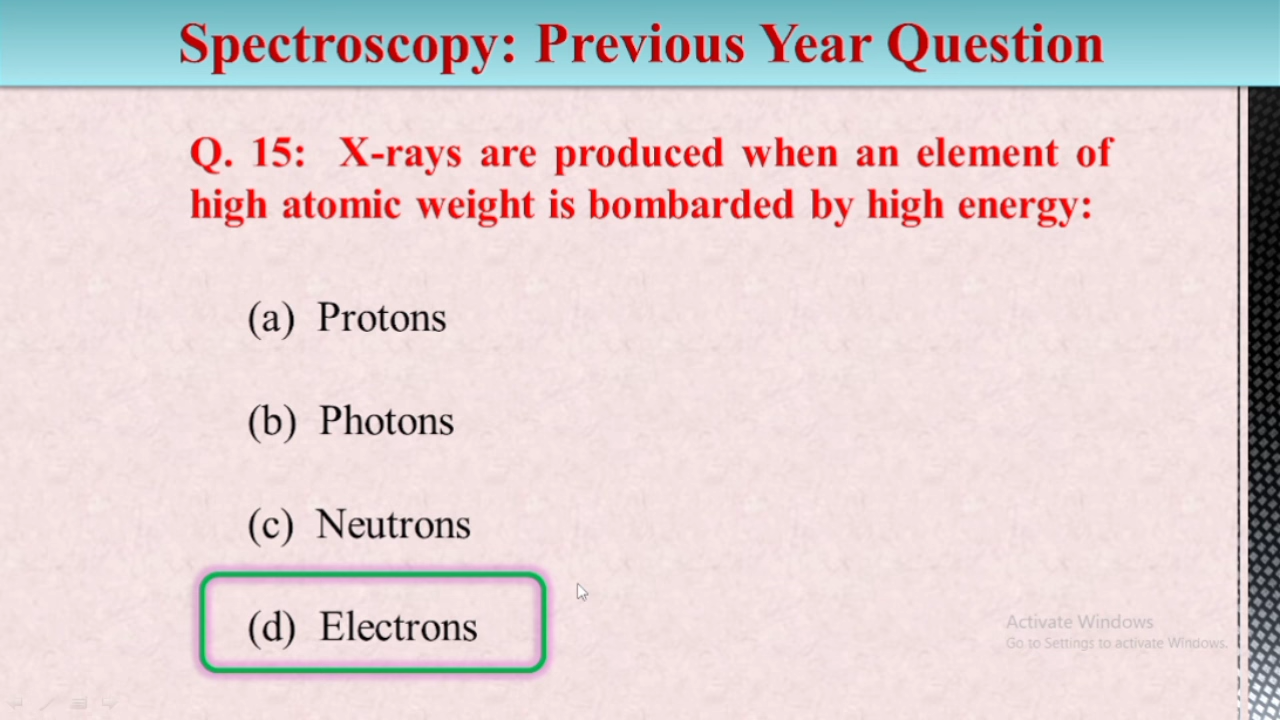 Spectroscopy: Previous Year Question
Q. 15: X-rays are produced when an element of
high atomic weight is bombarded by high energy:
(a) Protons
(b) Photons
(c) Neutrons
(d) Electrons
Activate Windows
Go to Settings to activate Windows.